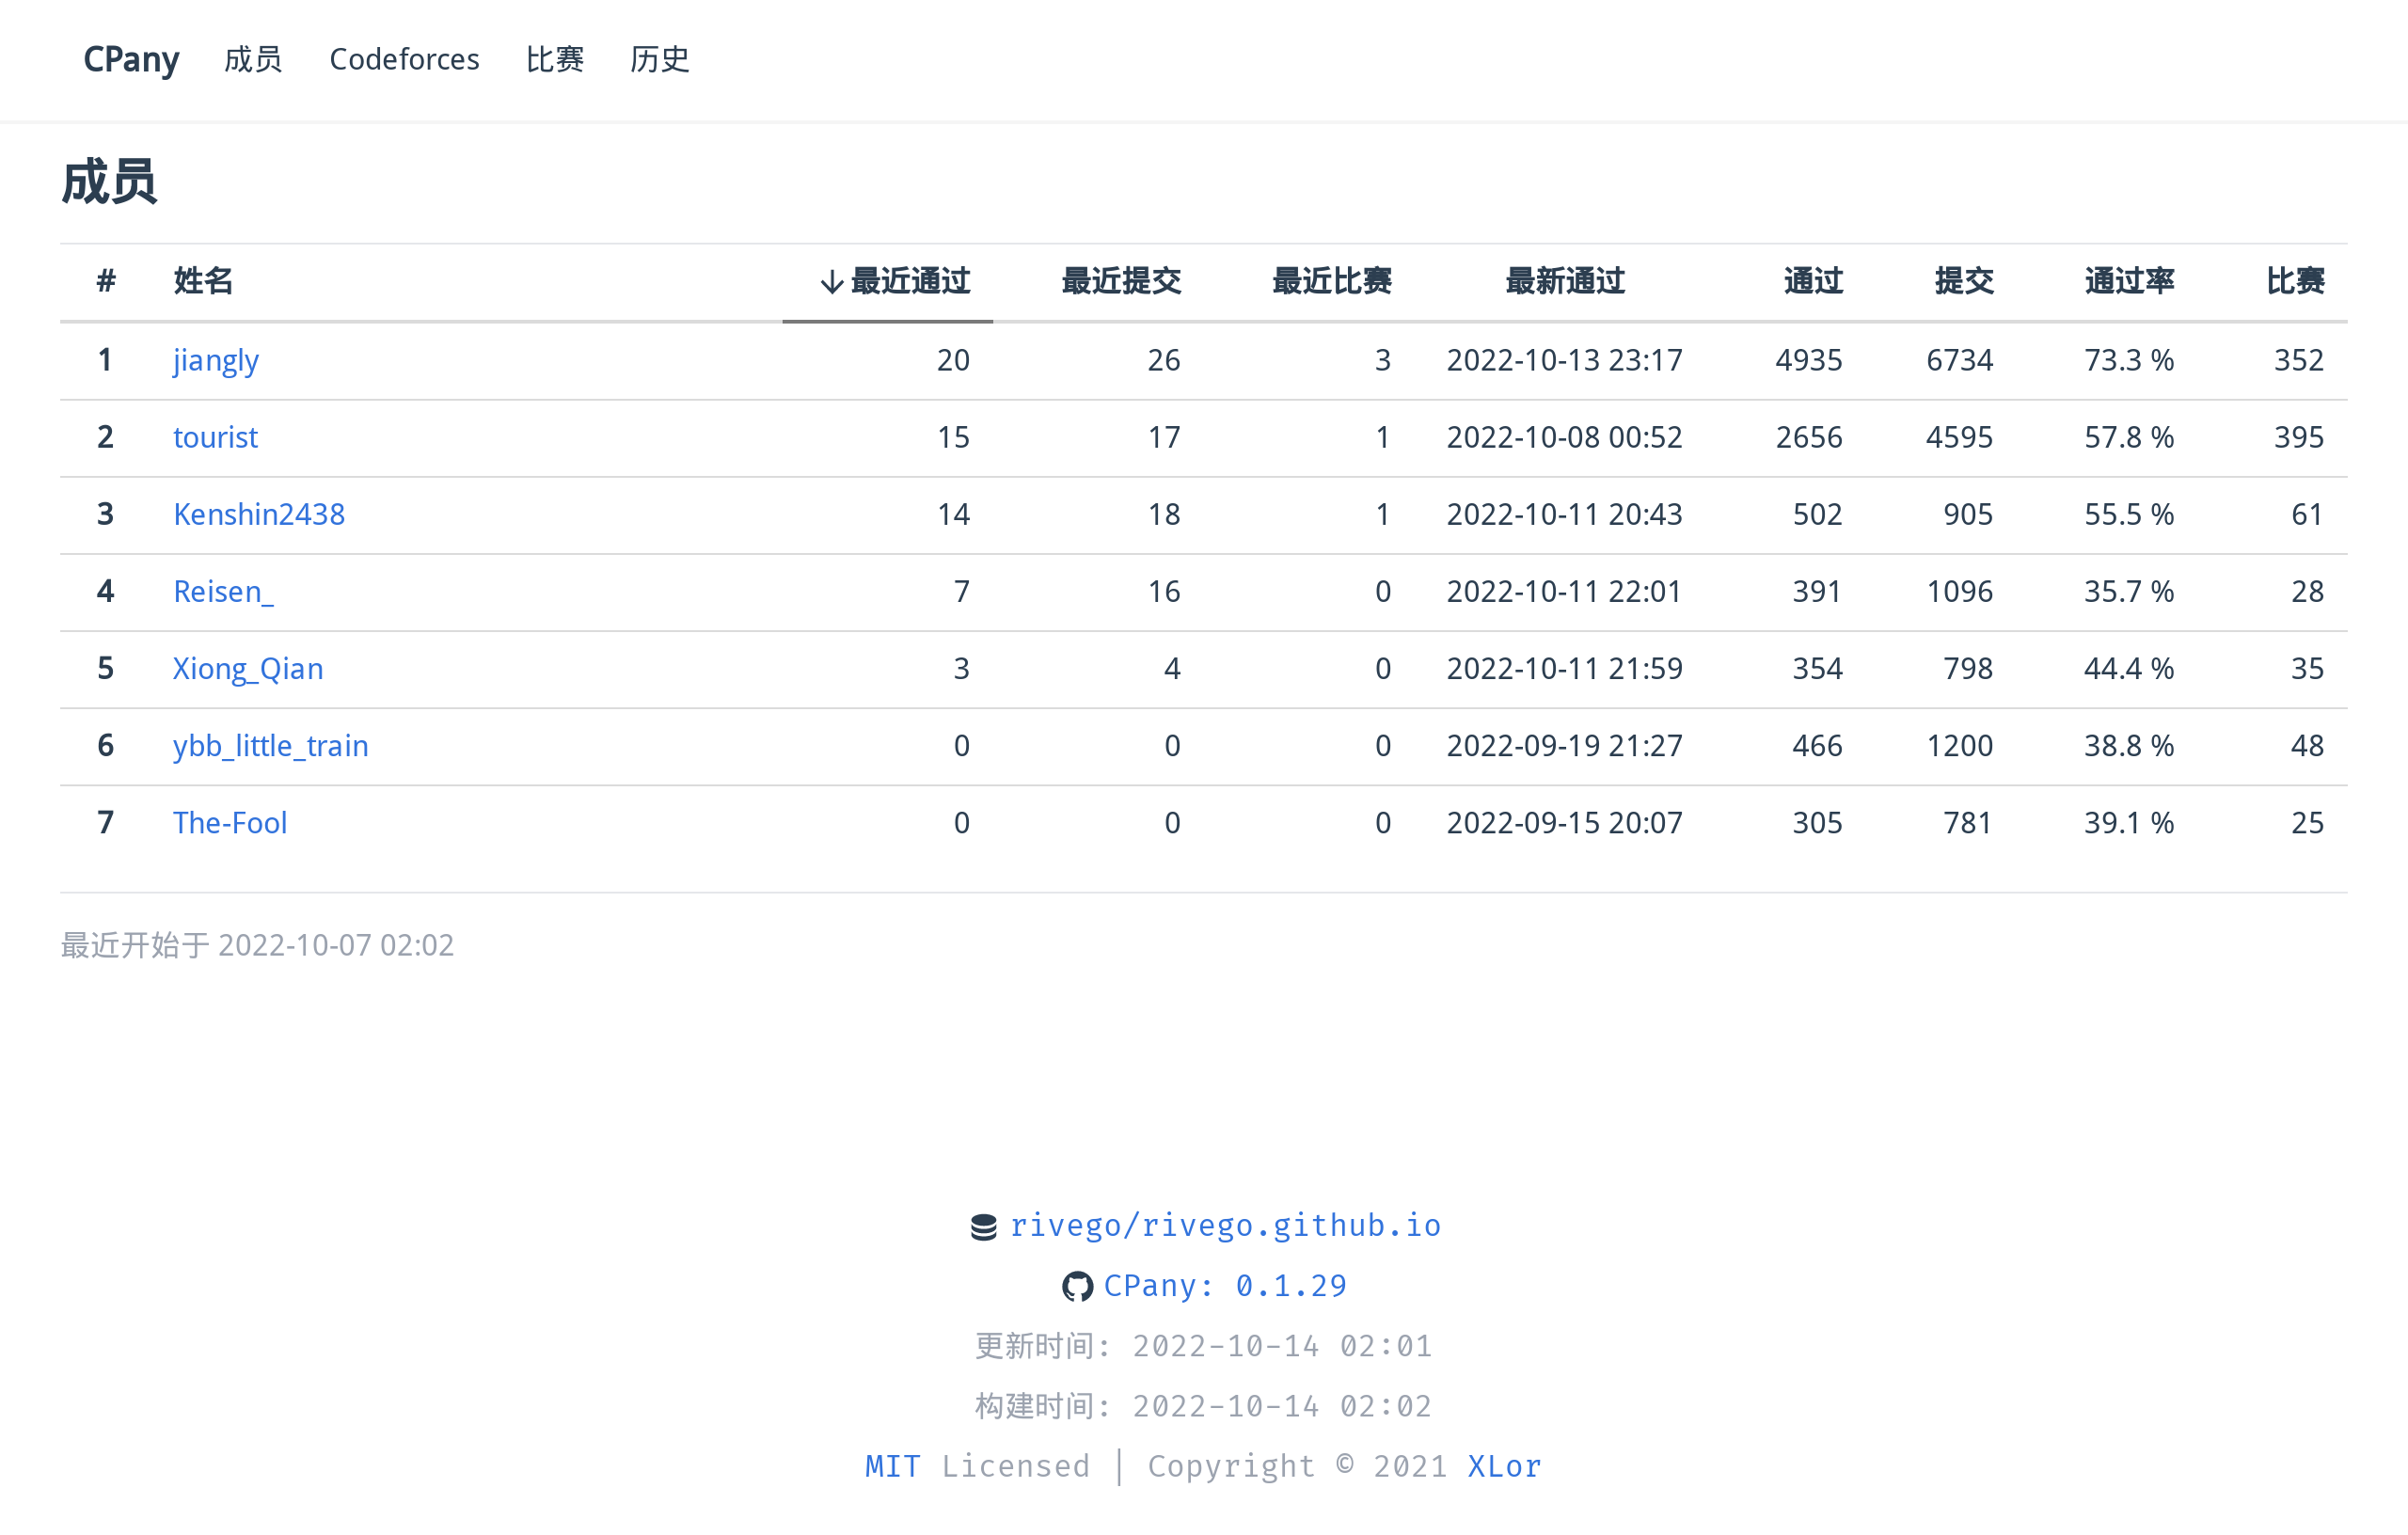 CPany 成员 Codeforces 比赛 历史
成员
# 姓名 ↓ 最近通过 最近提交 最近比赛 最新通过 通过 提交 通过率 比赛
1 jiangly 20 26 3 2022-10-13 23:17 4935 6734 73.3 % 352
2 tourist 15 17 1 2022-10-08 00:52 2656 4595 57.8 % 395
3 Kenshin2438 14 18 1 2022-10-11 20:43 502 905 55.5 % 61
4 Reisen_ 7 16 0 2022-10-11 22:01 391 1096 35.7 % 28
5 Xiong_Qian 3 4 0 2022-10-11 21:59 354 798 44.4 % 35
6 ybb_little_train 0 0 0 2022-09-19 21:27 466 1200 38.8 % 48
7 The-Fool 0 0 0 2022-09-15 20:07 305 781 39.1 % 25
最近开始于 2022-10-07 02:02
rivego/rivego.github.io
CPany: 0.1.29
更新时间: 2022-10-14 02:01
构建时间: 2022-10-14 02:02
MIT Licensed | Copyright © 2021 XLor